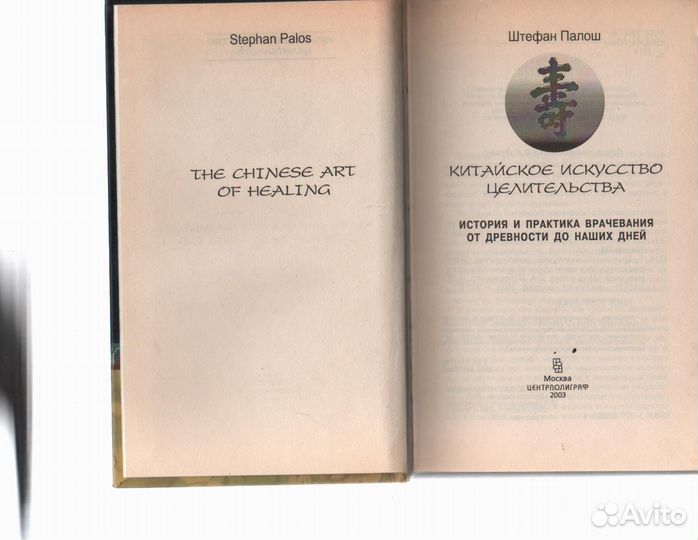 Stephan Palos
THE CHINESE ART
OF HEALING
Штефан Палош
壽
КИТАЙСКОЕ ИСКУССТВО
ЦЕЛИТЕЛЬСТВА
ИСТОРИЯ И ПРАКТИКА ВРАЧЕВАНИЯ
ОТ ДРЕВНОСТИ ДО НАШИХ ДНЕЙ
Москва
ЦЕНТРПОЛИГРАФ
2003
Avito